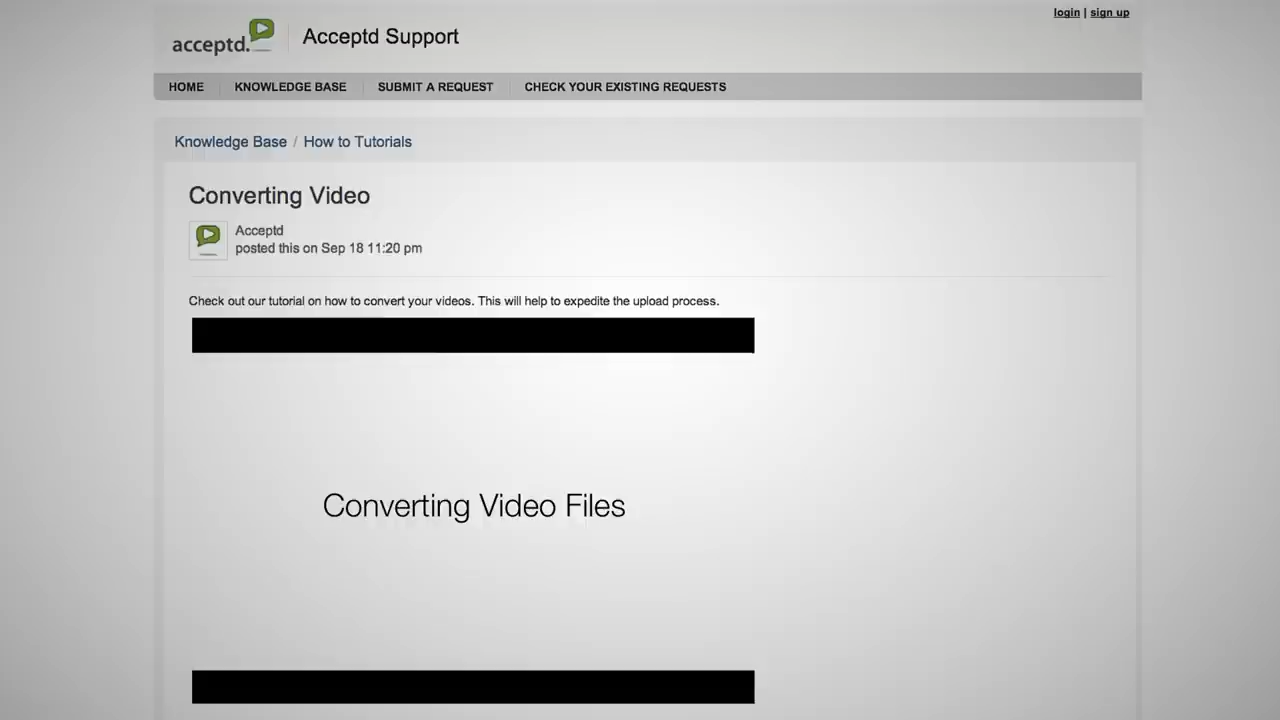 login | sign up
acceptd.
Acceptd Support
HOME
KNOWLEDGE BASE
SUBMIT A REQUEST
CHECK YOUR EXISTING REQUESTS
Knowledge Base / How to Tutorials
Converting Video
Acceptd
posted this on Sep 18 11:20 pm
Check out our tutorial on how to convert your videos. This will help to expedite the upload process.
Converting Video Files